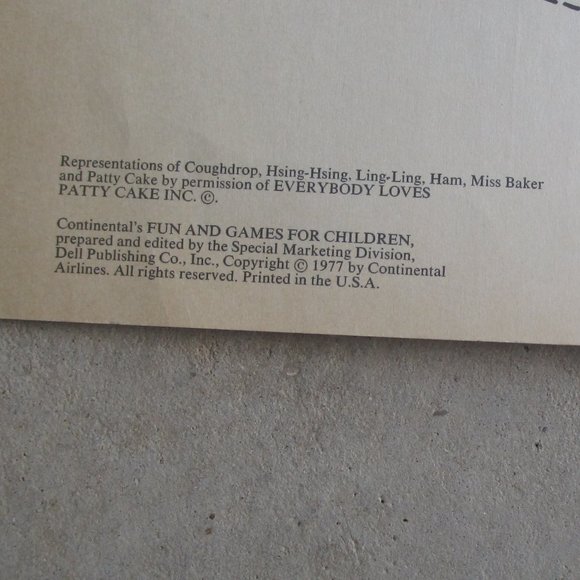 Representations of Coughdrop, Hsing-Hsing, Ling-Ling, Ham, Miss Baker
and Patty Cake by permission of EVERYBODY LOVES
PATTY CAKE INC. ©.
Continental's FUN AND GAMES FOR CHILDREN,
prepared and edited by the Special Marketing Division,
Dell Publishing Co., Inc., Copyright © 1977 by Continental
Airlines. All rights reserved. Printed in the U.S.A.